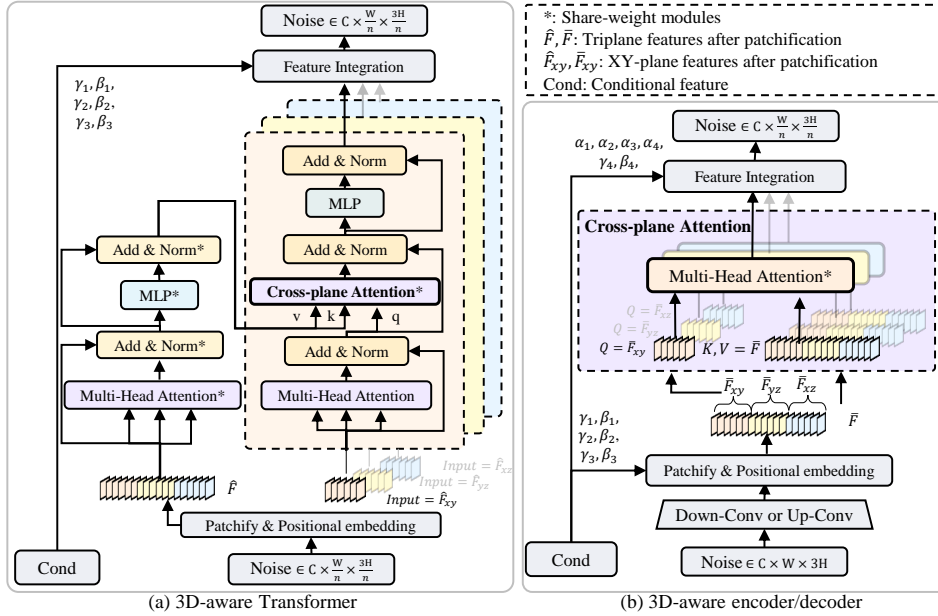 Noise ∈ C × W/n × 3H/n
Feature Integration
γ₁, β₁,
γ₂, β₂,
γ₃, β₃
Add & Norm
MLP
Add & Norm
Cross-plane Attention*
v k q
Add & Norm
Multi-Head Attention
Add & Norm*
MLP*
Add & Norm*
Multi-Head Attention*
F̂
Input = F̂xz
Input = F̂yz
Input = F̂xy
Patchify & Positional embedding
Cond
Noise ∈ C × W/n × 3H/n
(a) 3D-aware Transformer
*: Share-weight modules
F̂, F̄: Triplane features after patchification
F̂xy, F̄xy: XY-plane features after patchification
Cond: Conditional feature
Noise ∈ C × W/n × 3H/n
α₁, α₂, α₃, α₄,
γ₄, β₄,
Feature Integration
Cross-plane Attention
Multi-Head Attention*
Q = F̄xz
Q = F̄yz
Q = F̄xy
K, V = F̄
F̄xy F̄yz F̄xz
F̄
γ₁, β₁,
γ₂, β₂,
γ₃, β₃
Patchify & Positional embedding
Down-Conv or Up-Conv
Cond
Noise ∈ C × W × 3H
(b) 3D-aware encoder/decoder